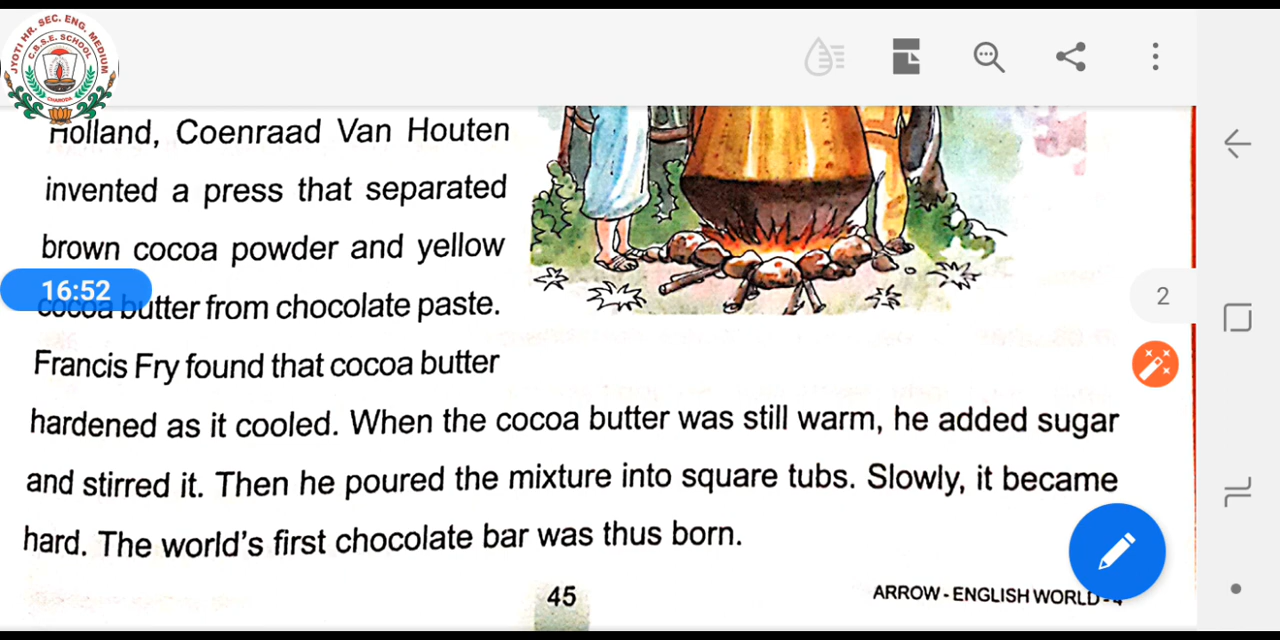 JYOTI HR. SEC. ENG. MEDIUM
C.B.S.E. SCHOOL
CHARODA
Holland, Coenraad Van Houten
invented a press that separated
brown cocoa powder and yellow
16:52
cocoa butter from chocolate paste.
2
Francis Fry found that cocoa butter
hardened as it cooled. When the cocoa butter was still warm, he added sugar
and stirred it. Then he poured the mixture into square tubs. Slowly, it became
hard. The world's first chocolate bar was thus born.
45
ARROW - ENGLISH WORLD - 4